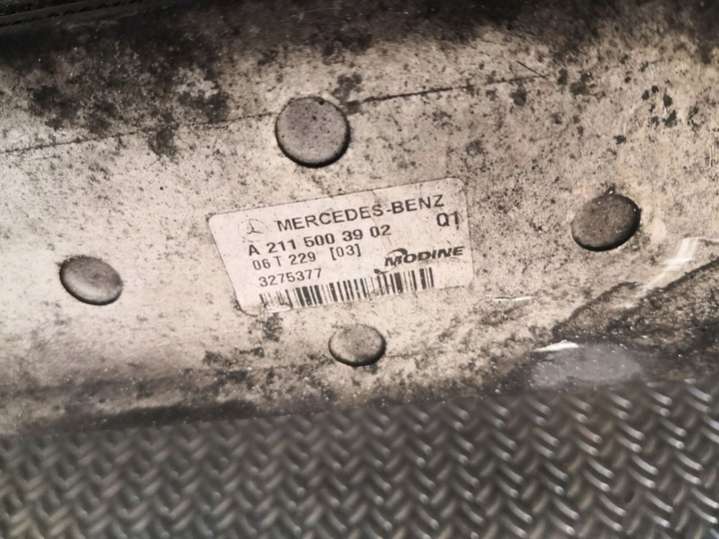 MERCEDES-BENZ
A 211 500 39 02 Q1
06 T 229 [03] MODINE
3275377